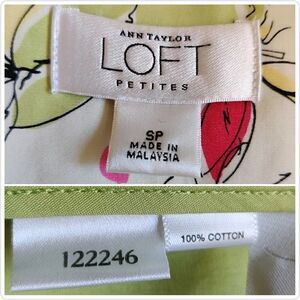 ANN TAYLOR
LOFT
PETITES
SP
MADE IN
MALAYSIA
122246
100% COTTON